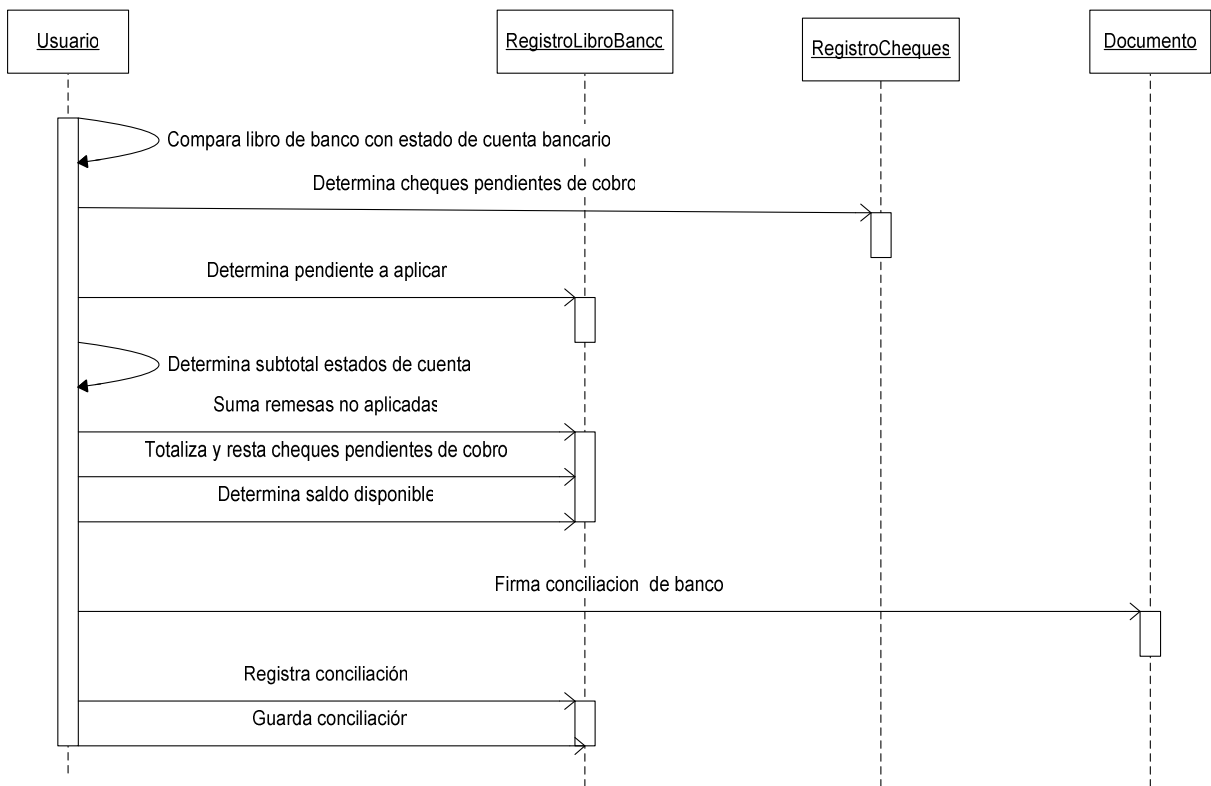 Usuario
RegistroLibroBanco
RegistroCheques
Documento
Compara libro de banco con estado de cuenta bancario
Determina cheques pendientes de cobro
Determina pendiente a aplicar
Determina subtotal estados de cuenta
Suma remesas no aplicadas
Totaliza y resta cheques pendientes de cobro
Determina saldo disponible
Firma conciliacion de banco
Registra conciliación
Guarda conciliación